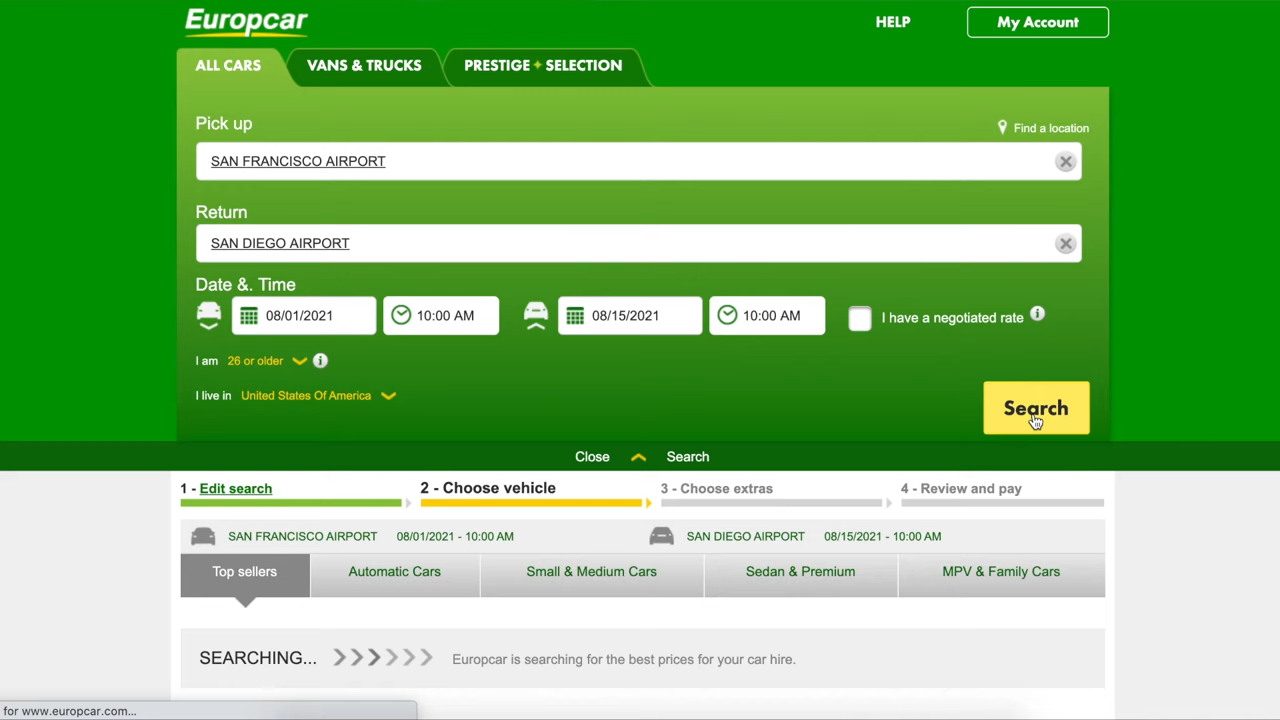 Europcar
HELP
My Account
ALL CARS
VANS & TRUCKS
PRESTIGE SELECTION
Pick up
Find a location
SAN FRANCISCO AIRPORT
Return
SAN DIEGO AIRPORT
Date &. Time
08/01/2021
10:00 AM
08/15/2021
10:00 AM
I have a negotiated rate
I am 26 or older
I live in United States Of America
Search
Close Search
1 - Edit search
2 - Choose vehicle
3 - Choose extras
4 - Review and pay
SAN FRANCISCO AIRPORT 08/01/2021 - 10:00 AM
SAN DIEGO AIRPORT 08/15/2021 - 10:00 AM
Top sellers
Automatic Cars
Small & Medium Cars
Sedan & Premium
MPV & Family Cars
SEARCHING...
Europcar is searching for the best prices for your car hire.
for www.europcar.com...